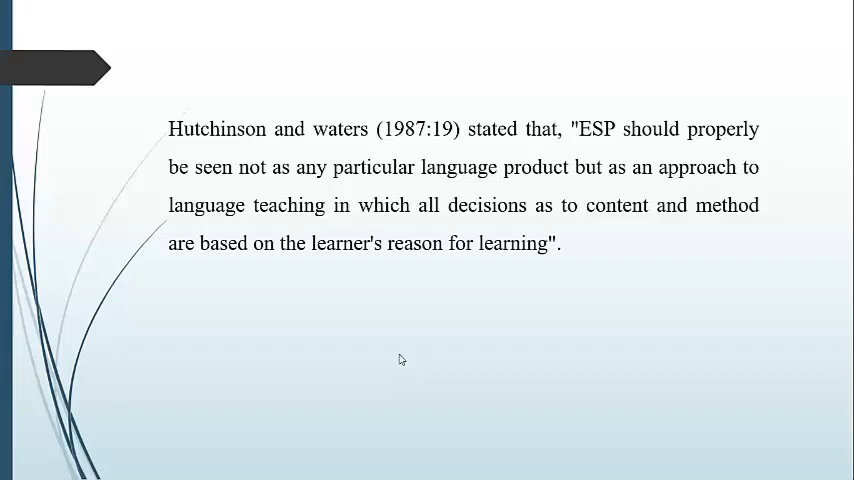 Hutchinson and waters (1987:19) stated that, "ESP should properly
be seen not as any particular language product but as an approach to
language teaching in which all decisions as to content and method
are based on the learner's reason for learning".